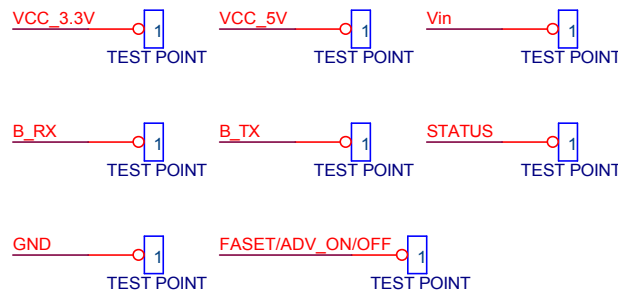 VCC_3.3V VCC_5V Vin
1 1 1
TEST POINT TEST POINT TEST POINT
B_RX B_TX STATUS
1 1 1
TEST POINT TEST POINT TEST POINT
GND FASET/ADV_ON/OFF
1 1
TEST POINT TEST POINT